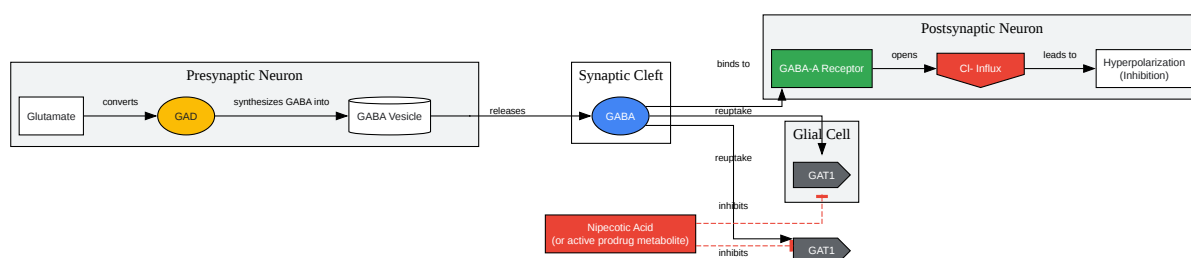 Postsynaptic Neuron
Presynaptic Neuron
Synaptic Cleft
binds to
GABA-A Receptor
opens
Cl- Influx
leads to
Hyperpolarization
(Inhibition)
Glutamate
converts
GAD
synthesizes GABA into
GABA Vesicle
releases
GABA
reuptake
Glial Cell
reuptake
GAT1
inhibits
Nipecotic Acid
(or active prodrug metabolite)
inhibits
GAT1